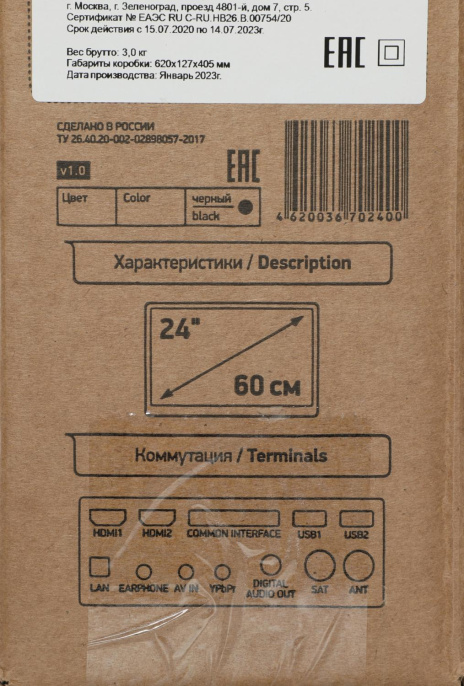 г. Москва, г. Зеленоград, проезд 4801-й, дом 7, стр. 5.
Сертификат № ЕАЭС RU C-RU.HB26.B.00754/20
Срок действия с 15.07.2020 по 14.07.2023г.
Вес брутто: 3,0 кг
Габариты коробки: 620x127x405 мм
Дата производства: Январь 2023г.
EAC
СДЕЛАНО В РОССИИ
ТУ 26.40.20-002-02898057-2017
v1.0
EAC
Цвет Color черный
black
4 620036 702400
Характеристики / Description
24"
60 см
Коммутация / Terminals
HDMI1 HDMI2 COMMON INTERFACE USB1 USB2
LAN EARPHONE AV IN YPbPr DIGITAL AUDIO OUT SAT ANT